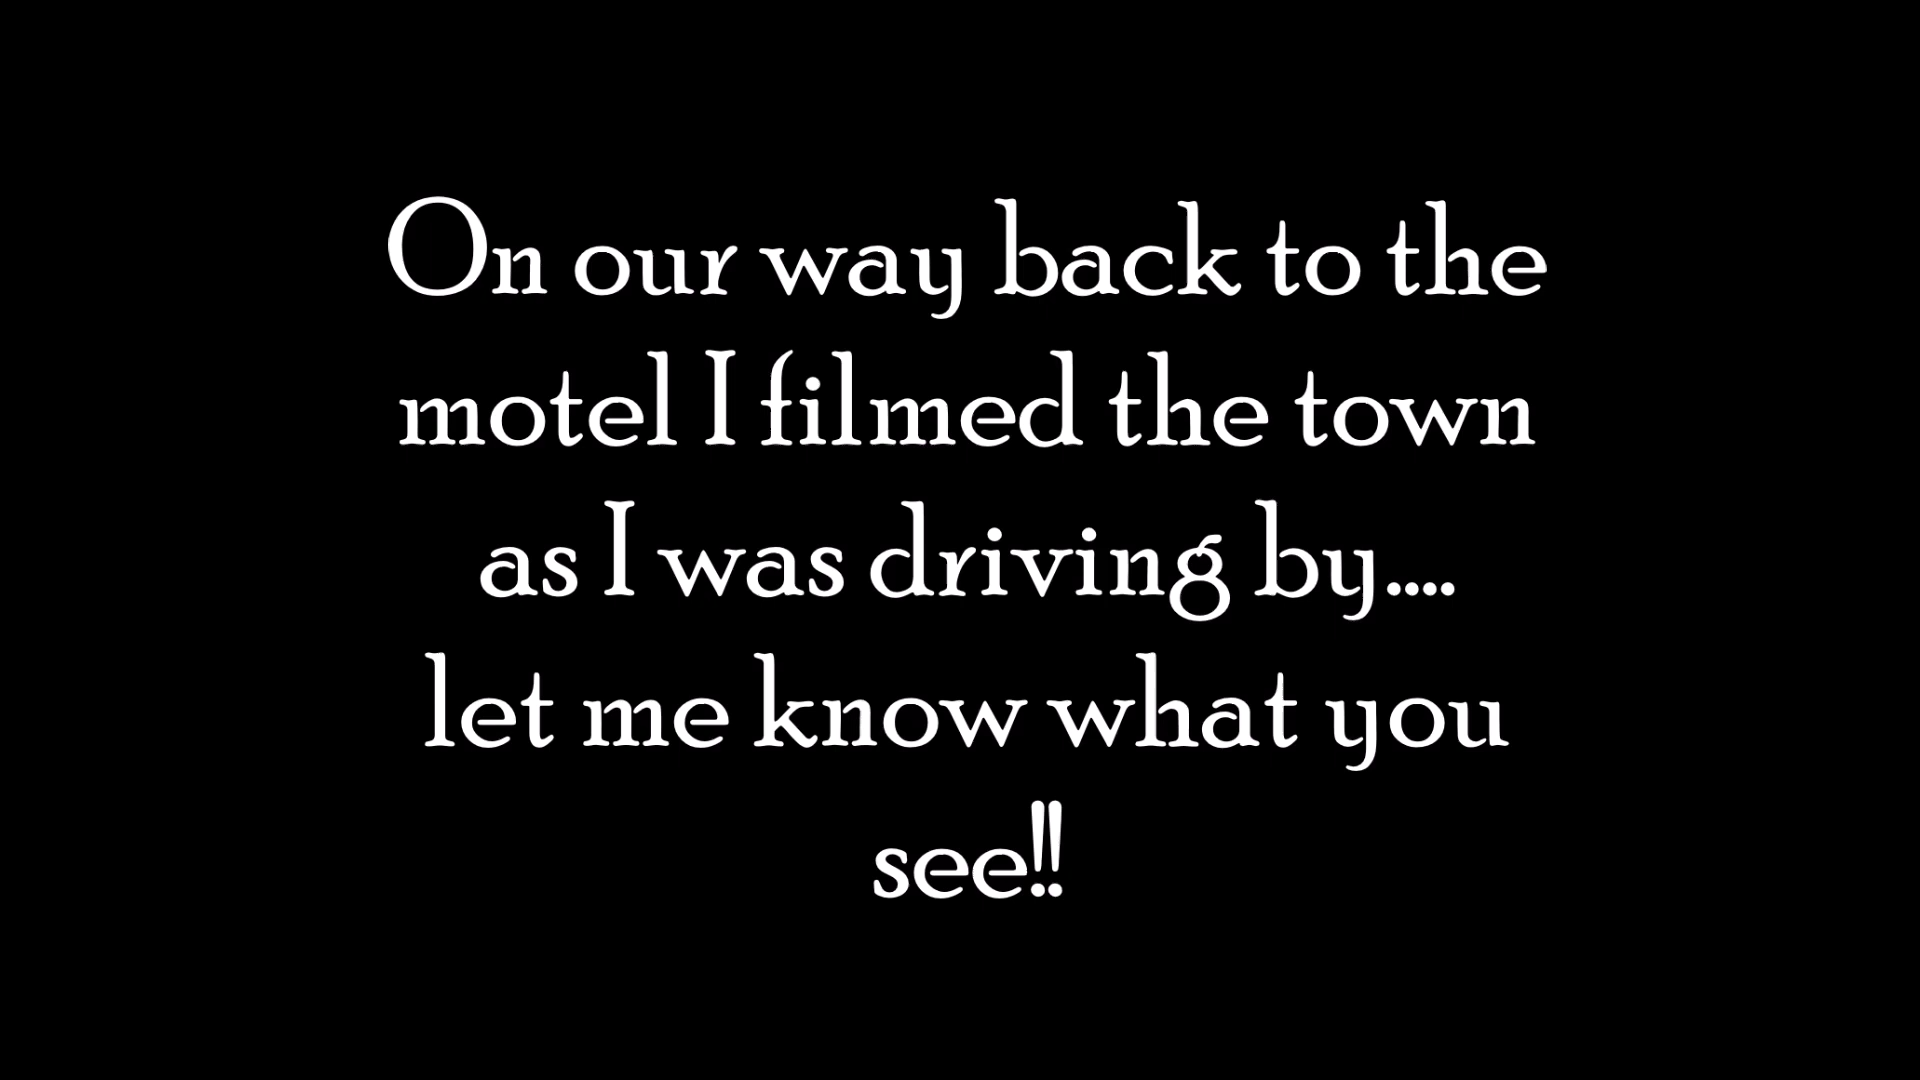 On our way back to the
motel I filmed the town
as I was driving by....
let me know what you
see!!